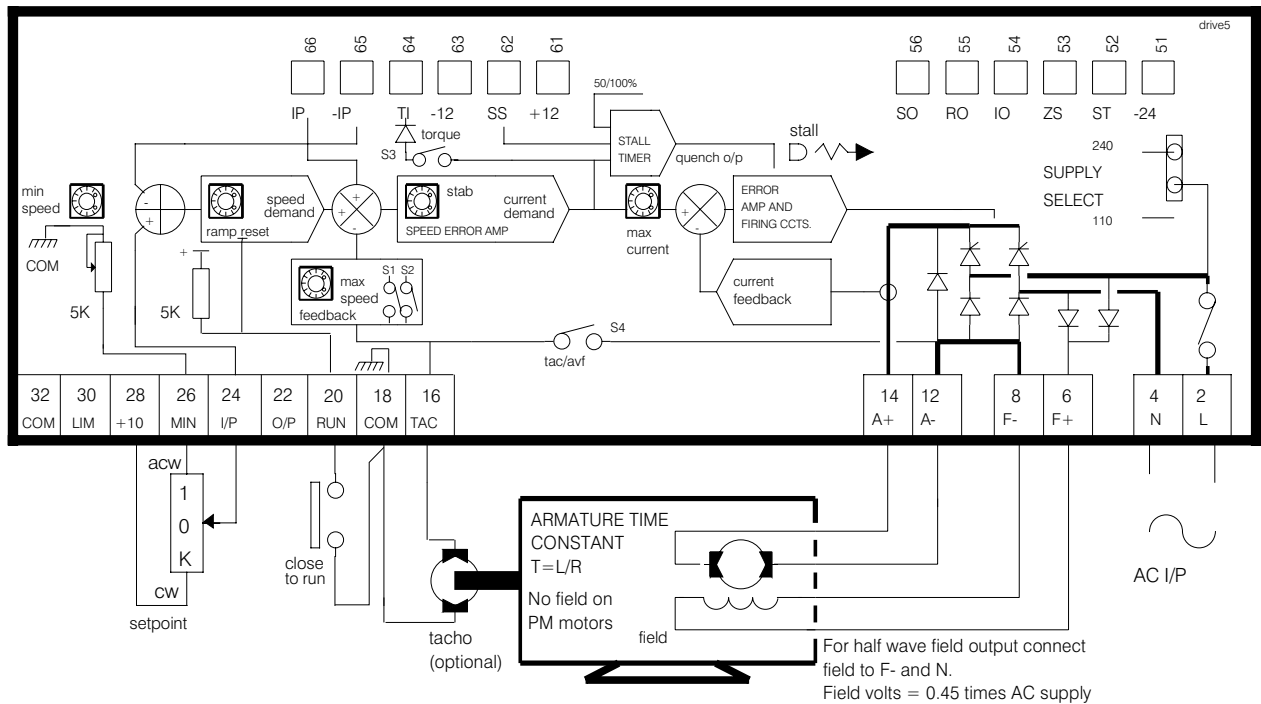 drive5
66 65 64 63 62 61
56 55 54 53 52 51
IP -IP TI -12 SS +12
SO RO IO ZS ST -24
50/100%
STALL
TIMER
quench o/p
stall
torque
S3
240
SUPPLY
SELECT
110
min
speed
COM
5K
-
+
speed
demand
ramp reset
+
5K
+
+
-
stab
current
demand
SPEED ERROR AMP
max
current
+
-
ERROR
AMP AND
FIRING CCTS.
max
speed
feedback
S1 S2
current
feedback
S4
tac/avf
32 30 28 26 24 22 20 18 16
COM LIM +10 MIN I/P O/P RUN COM TAC
14 12 8 6 4 2
A+ A- F- F+ N L
acw
1
0
K
cw
setpoint
close
to run
tacho
(optional)
ARMATURE TIME
CONSTANT
T=L/R
No field on
PM motors
field
AC I/P
For half wave field output connect
field to F- and N.
Field volts = 0.45 times AC supply